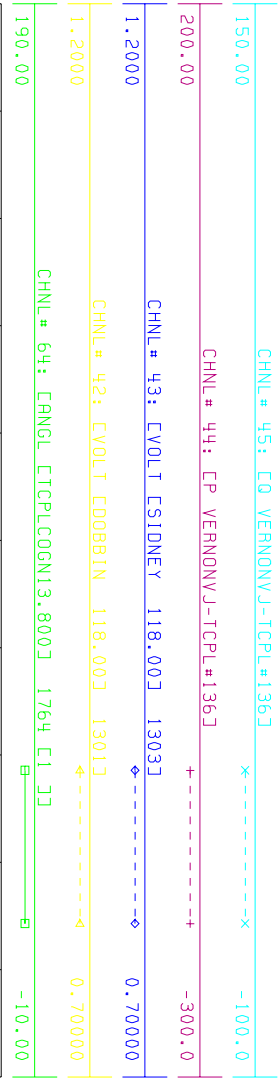 CHNL# 45: [Q VERNONVJ-TCPL#136]
150.00 -100.0
CHNL# 44: [P VERNONVJ-TCPL#136]
200.00 -300.0
CHNL# 43: [VOLT [SIDNEY 118.00] 1303]
1.2000 0.70000
CHNL# 42: [VOLT [DOBBIN 118.00] 1301]
1.2000 0.70000
CHNL# 64: [ANGL [TCPLCOGN13.800] 1764 [1 ]]
190.00 -10.00